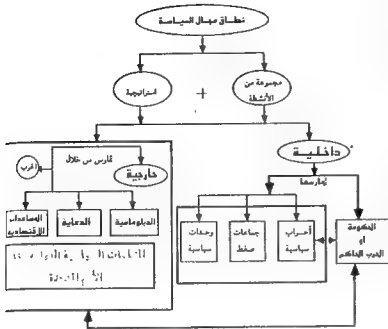 نطاق مجال السياسة
مجموعة من
الأنشطة
+
استراتيجية
داخلية
يمارسها
الحكومة
أو
الحزب الحاكم
أحزاب
سياسية
جماعات
ضغط
وحدات
سياسية
تمارس من خلال
خارجية
الحرب
الدبلوماسية
الدعاية
المساعدات
الاقتصادية